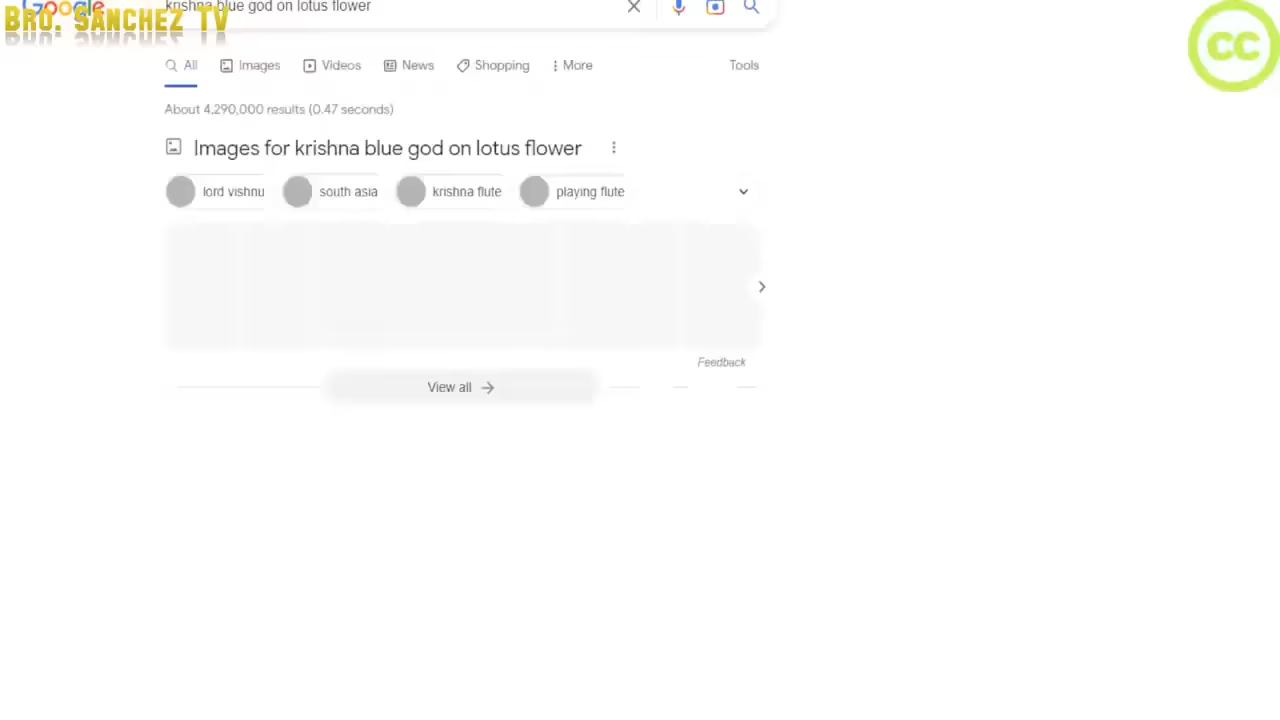 Google
BRO. SANCHEZ TV
krishna blue god on lotus flower
CC
All Images Videos News Shopping More Tools
About 4,290,000 results (0.47 seconds)
Images for krishna blue god on lotus flower
lord vishnu south asia krishna flute playing flute
Feedback
View all